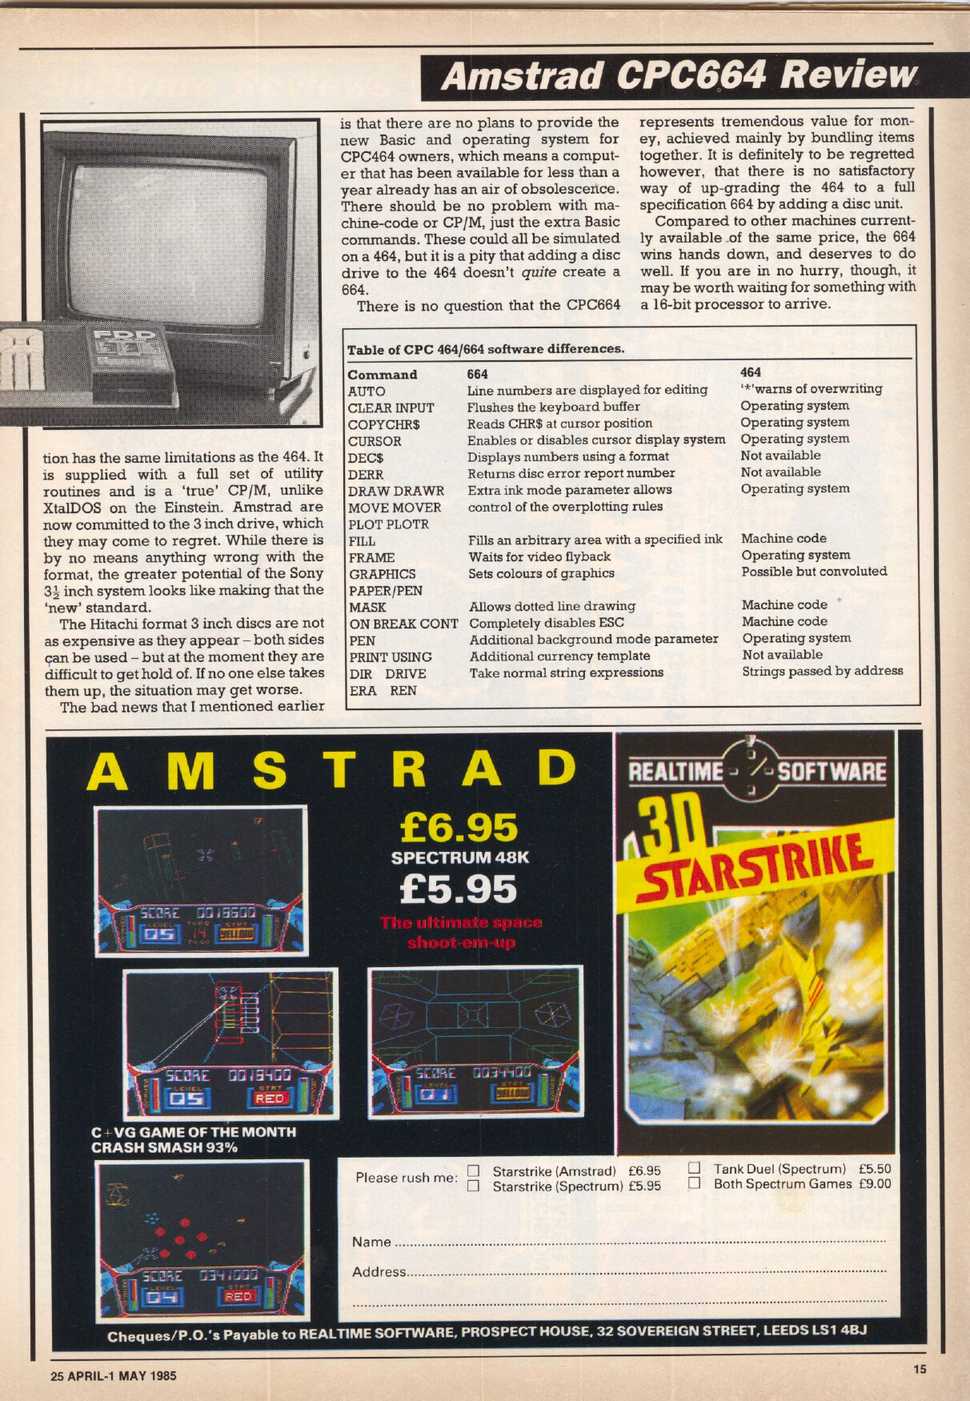 Amstrad CPC664 Review
FDD
tion has the same limitations as the 464. It
is supplied with a full set of utility
routines and is a ‘true’ CP/M, unlike
XtalDOS on the Einstein. Amstrad are
now committed to the 3 inch drive, which
they may come to regret. While there is
by no means anything wrong with the
format, the greater potential of the Sony
3½ inch system looks like making that the
‘new’ standard.
The Hitachi format 3 inch discs are not
as expensive as they appear – both sides
can be used – but at the moment they are
difficult to get hold of. If no one else takes
them up, the situation may get worse.
The bad news that I mentioned earlier
is that there are no plans to provide the
new Basic and operating system for
CPC464 owners, which means a comput-
er that has been available for less than a
year already has an air of obsolescence.
There should be no problem with ma-
chine-code or CP/M, just the extra Basic
commands. These could all be simulated
on a 464, but it is a pity that adding a disc
drive to the 464 doesn't quite create a
664.
There is no question that the CPC664
represents tremendous value for mon-
ey, achieved mainly by bundling items
together. It is definitely to be regretted
however, that there is no satisfactory
way of up-grading the 464 to a full
specification 664 by adding a disc unit.
Compared to other machines current-
ly available of the same price, the 664
wins hands down, and deserves to do
well. If you are in no hurry, though, it
may be worth waiting for something with
a 16-bit processor to arrive.
Table of CPC 464/664 software differences.
Command 664 464
AUTO Line numbers are displayed for editing ‘*’warns of overwriting
CLEAR INPUT Flushes the keyboard buffer Operating system
COPYCHR$ Reads CHR$ at cursor position Operating system
CURSOR Enables or disables cursor display system Operating system
DEC$ Displays numbers using a format Not available
DERR Returns disc error report number Not available
DRAW DRAWR Extra ink mode parameter allows Operating system
MOVE MOVER control of the overplotting rules
PLOT PLOTR
FILL Fills an arbitrary area with a specified ink Machine code
FRAME Waits for video flyback Operating system
GRAPHICS Sets colours of graphics Possible but convoluted
PAPER/PEN
MASK Allows dotted line drawing Machine code
ON BREAK CONT Completely disables ESC Machine code
PEN Additional background mode parameter Operating system
PRINT USING Additional currency template Not available
DIR DRIVE Take normal string expressions Strings passed by address
ERA REN
AMSTRAD
£6.95
SPECTRUM 48K
£5.95
The ultimate space
shoot-em-up
REALTIME SOFTWARE
3D
STARSTRIKE
SCORE 0018600
LEVEL
05
YELLOW
SCORE 0019400
LEVEL
05
RED
SCORE 0034400
LEVEL
01
YELLOW
C+VG GAME OF THE MONTH
CRASH SMASH 93%
SCORE 0341000
LEVEL
04
RED
Please rush me:
Starstrike (Amstrad) £6.95
Starstrike (Spectrum) £5.95
Tank Duel (Spectrum) £5.50
Both Spectrum Games £9.00
Name
Address
Cheques/P.O.'s Payable to REALTIME SOFTWARE, PROSPECT HOUSE, 32 SOVEREIGN STREET, LEEDS LS1 4BJ
25 APRIL-1 MAY 1985
15